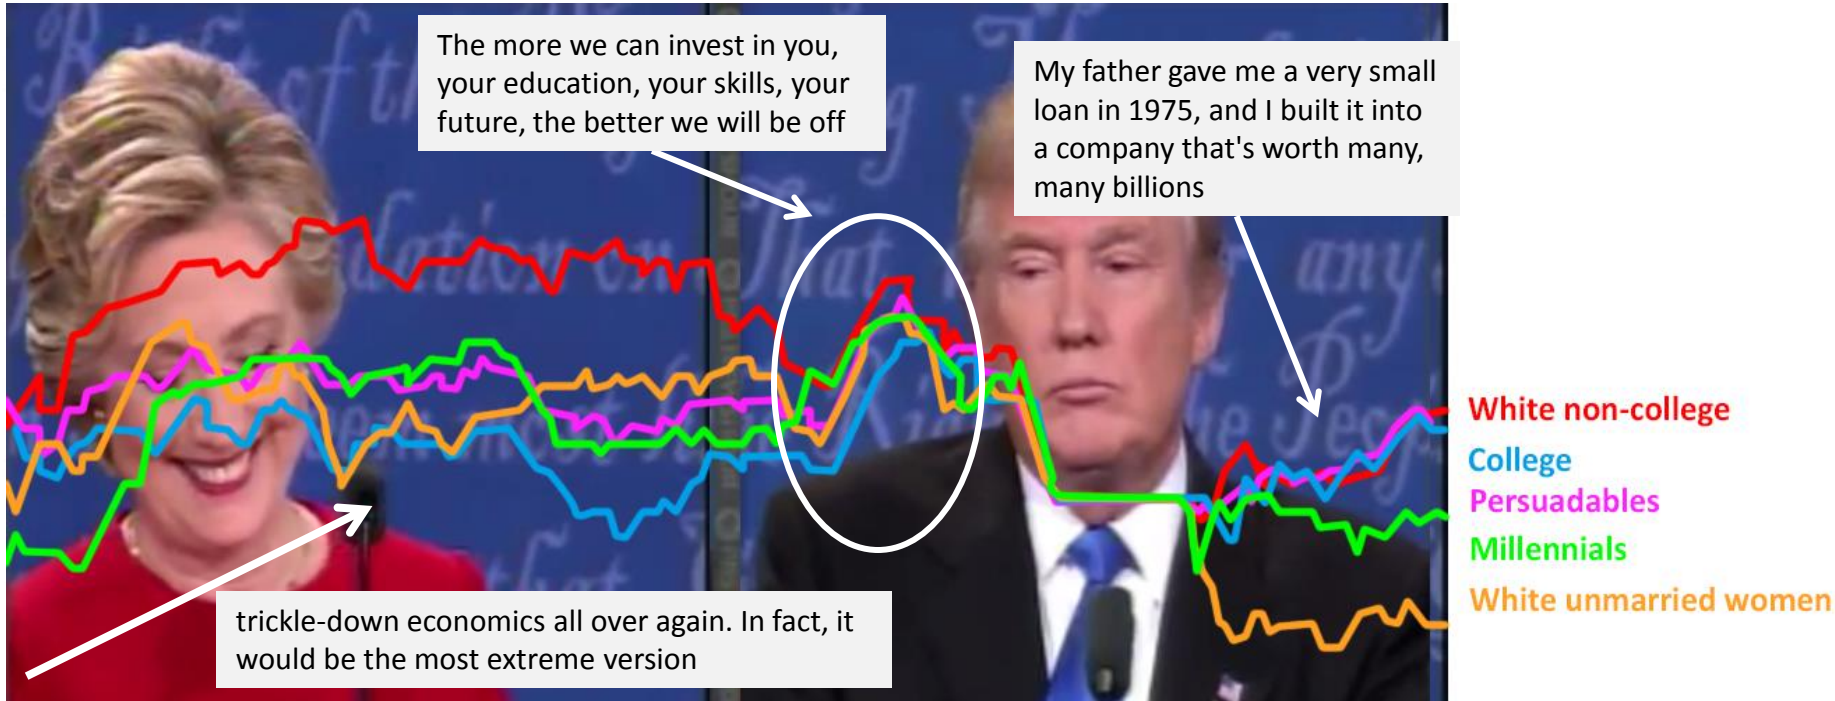 The more we can invest in you,
your education, your skills, your
future, the better we will be off
My father gave me a very small
loan in 1975, and I built it into
a company that's worth many,
many billions
trickle-down economics all over again. In fact, it
would be the most extreme version
White non-college
College
Persuadables
Millennials
White unmarried women
That
any